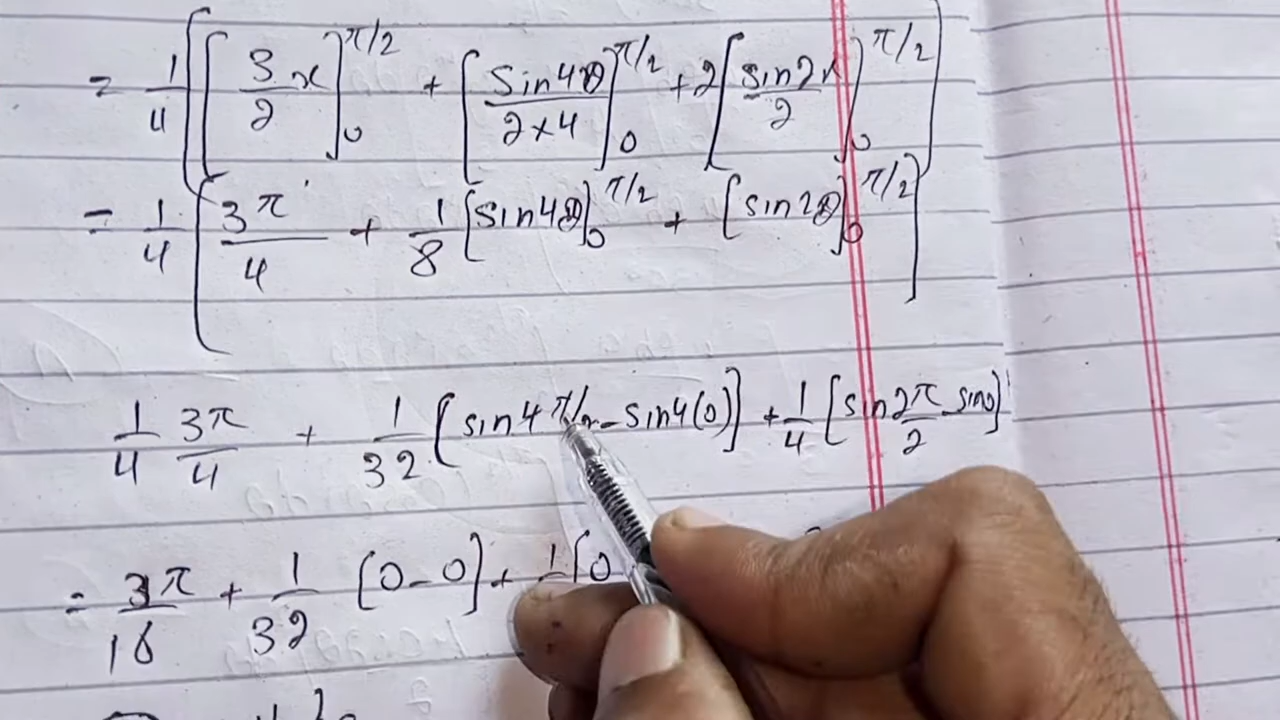 = 1/4 [ [ 3/2 x ]₀^π/2 + [ sin4θ / 2×4 ]₀^π/2 + 2 [ sin2x / 2 ]₀^π/2 ]
= 1/4 [ 3π/4 + 1/8 [sin4θ]₀^π/2 + [sin2θ]₀^π/2 ]
1/4 3π/4 + 1/32 [sin4 π/2 - sin4(0)] + 1/4 [sin 2π/2 - sin0]
= 3π/16 + 1/32 [0-0] + 1/ [0